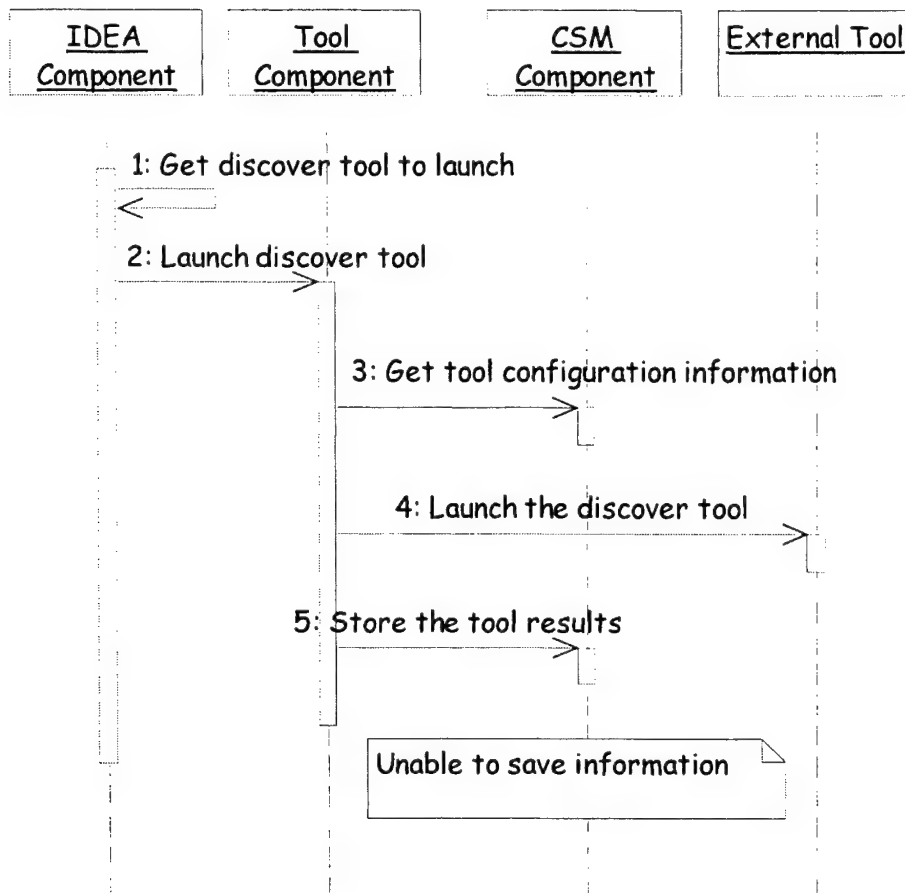 IDEA
Component
Tool
Component
CSM
Component
External Tool
1: Get discover tool to launch
2: Launch discover tool
3: Get tool configuration information
4: Launch the discover tool
5: Store the tool results
Unable to save information